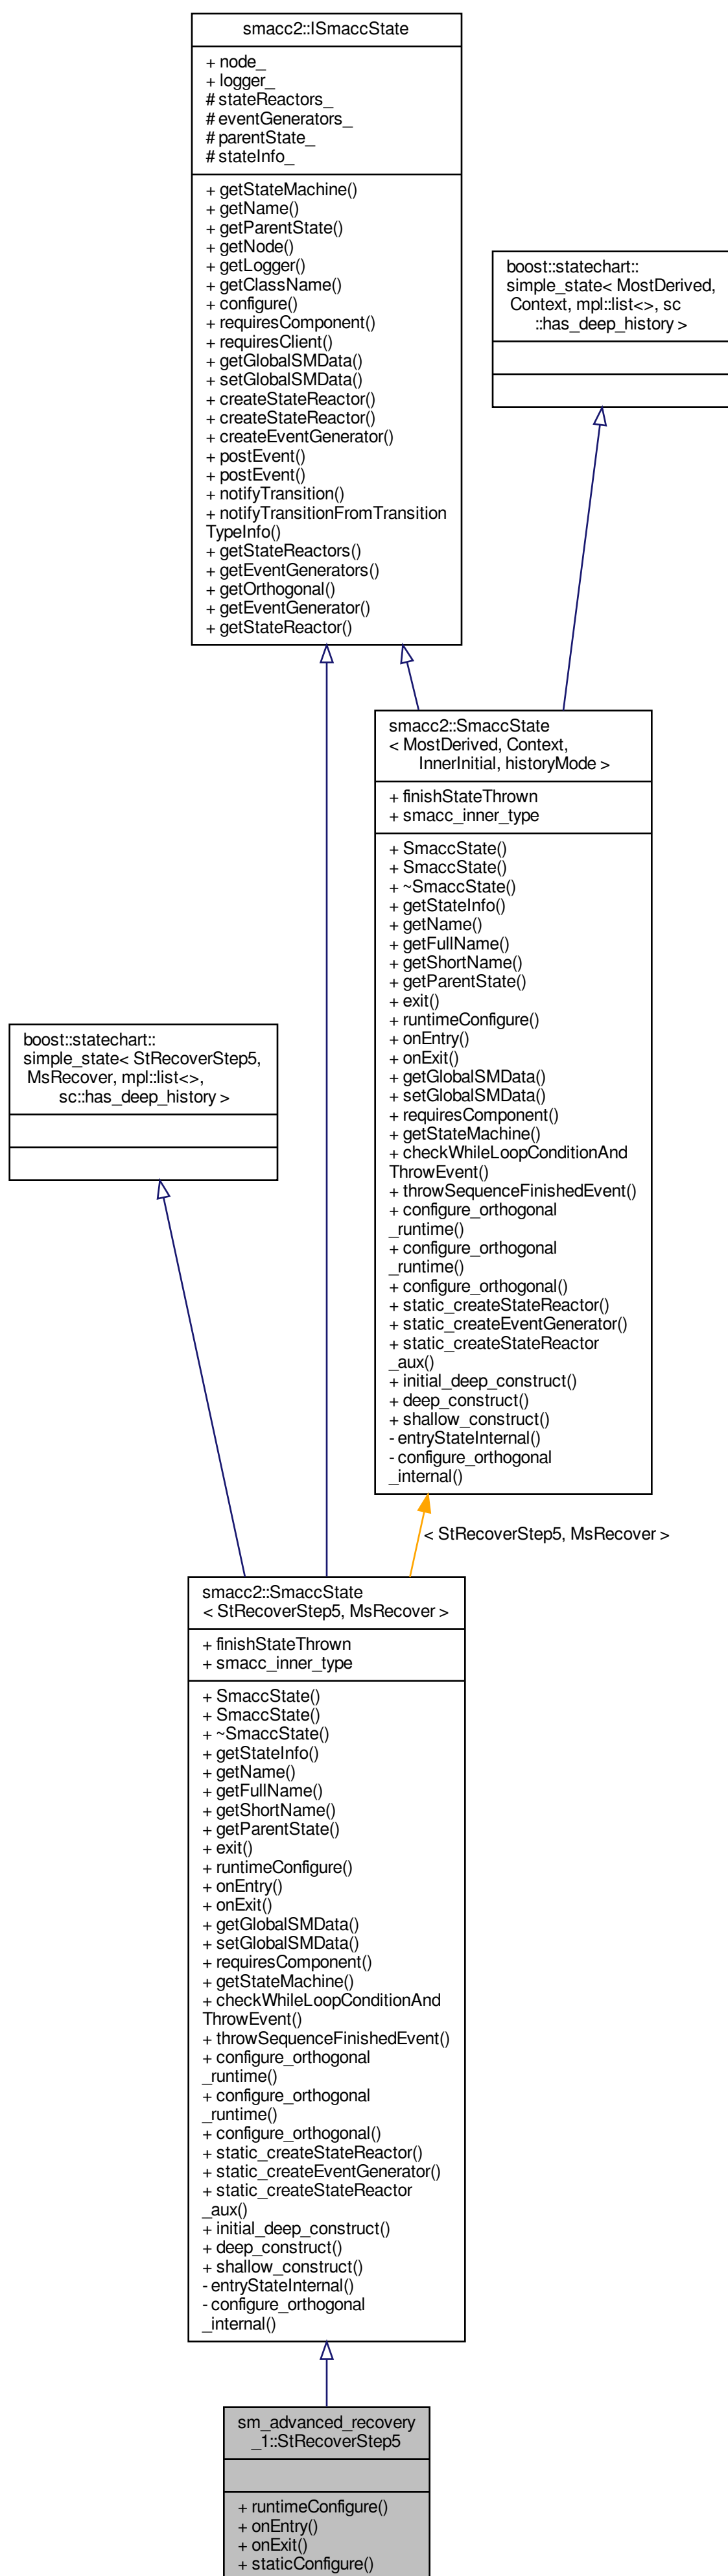 smacc2::ISmaccState
+ node_
+ logger_
# stateReactors_
# eventGenerators_
# parentState_
# stateInfo_
+ getStateMachine()
+ getName()
+ getParentState()
+ getNode()
+ getLogger()
+ getClassName()
+ configure()
+ requiresComponent()
+ requiresClient()
+ getGlobalSMData()
+ setGlobalSMData()
+ createStateReactor()
+ createStateReactor()
+ createEventGenerator()
+ postEvent()
+ postEvent()
+ notifyTransition()
+ notifyTransitionFromTransition
TypeInfo()
+ getStateReactors()
+ getEventGenerators()
+ getOrthogonal()
+ getEventGenerator()
+ getStateReactor()
boost::statechart::
simple_state< MostDerived,
Context, mpl::list<>, sc
::has_deep_history >
smacc2::SmaccState
< MostDerived, Context,
InnerInitial, historyMode >
+ finishStateThrown
+ smacc_inner_type
+ SmaccState()
+ SmaccState()
+ ~SmaccState()
+ getStateInfo()
+ getName()
+ getFullName()
+ getShortName()
+ getParentState()
+ exit()
+ runtimeConfigure()
+ onEntry()
+ onExit()
+ getGlobalSMData()
+ setGlobalSMData()
+ requiresComponent()
+ getStateMachine()
+ checkWhileLoopConditionAnd
ThrowEvent()
+ throwSequenceFinishedEvent()
+ configure_orthogonal
_runtime()
+ configure_orthogonal
_runtime()
+ configure_orthogonal()
+ static_createStateReactor()
+ static_createEventGenerator()
+ static_createStateReactor
_aux()
+ initial_deep_construct()
+ deep_construct()
+ shallow_construct()
- entryStateInternal()
- configure_orthogonal
_internal()
boost::statechart::
simple_state< StRecoverStep5,
MsRecover, mpl::list<>,
sc::has_deep_history >
< StRecoverStep5, MsRecover >
smacc2::SmaccState
< StRecoverStep5, MsRecover >
+ finishStateThrown
+ smacc_inner_type
+ SmaccState()
+ SmaccState()
+ ~SmaccState()
+ getStateInfo()
+ getName()
+ getFullName()
+ getShortName()
+ getParentState()
+ exit()
+ runtimeConfigure()
+ onEntry()
+ onExit()
+ getGlobalSMData()
+ setGlobalSMData()
+ requiresComponent()
+ getStateMachine()
+ checkWhileLoopConditionAnd
ThrowEvent()
+ throwSequenceFinishedEvent()
+ configure_orthogonal
_runtime()
+ configure_orthogonal
_runtime()
+ configure_orthogonal()
+ static_createStateReactor()
+ static_createEventGenerator()
+ static_createStateReactor
_aux()
+ initial_deep_construct()
+ deep_construct()
+ shallow_construct()
- entryStateInternal()
- configure_orthogonal
_internal()
sm_advanced_recovery
_1::StRecoverStep5
+ runtimeConfigure()
+ onEntry()
+ onExit()
+ staticConfigure()